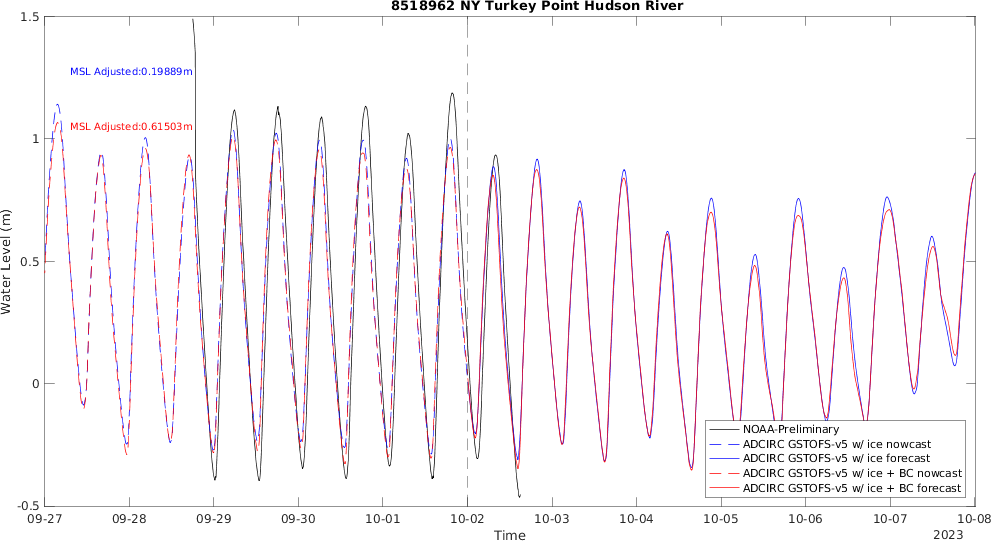 8518962 NY Turkey Point Hudson River
1.5
MSL Adjusted:0.19889m
MSL Adjusted:0.61503m
1
0.5
0
-0.5
Water Level (m)
NOAA-Preliminary
ADCIRC GSTOFS-v5 w/ ice nowcast
ADCIRC GSTOFS-v5 w/ ice forecast
ADCIRC GSTOFS-v5 w/ ice + BC nowcast
ADCIRC GSTOFS-v5 w/ ice + BC forecast
09-27 09-28 09-29 09-30 10-01 10-02 10-03 10-04 10-05 10-06 10-07 10-08
Time
2023